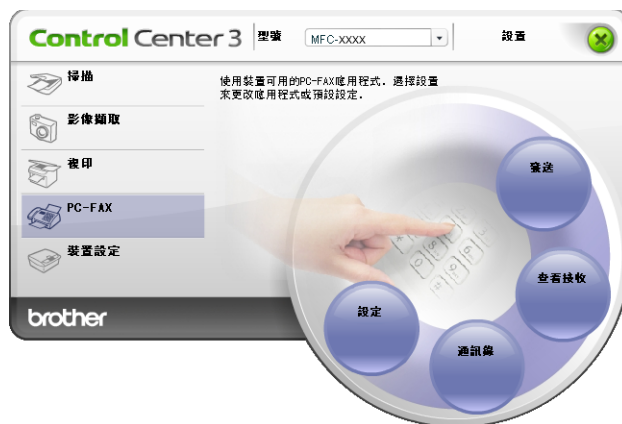 Control Center 3 型號 MFC-XXXX 設置
掃描
影像擷取
複印
PC-FAX
裝置設定
使用裝置可用的PC-FAX應用程式. 選擇設置
來更改應用程式或預設設定.
發送
查看接收
設定
通訊錄
brother